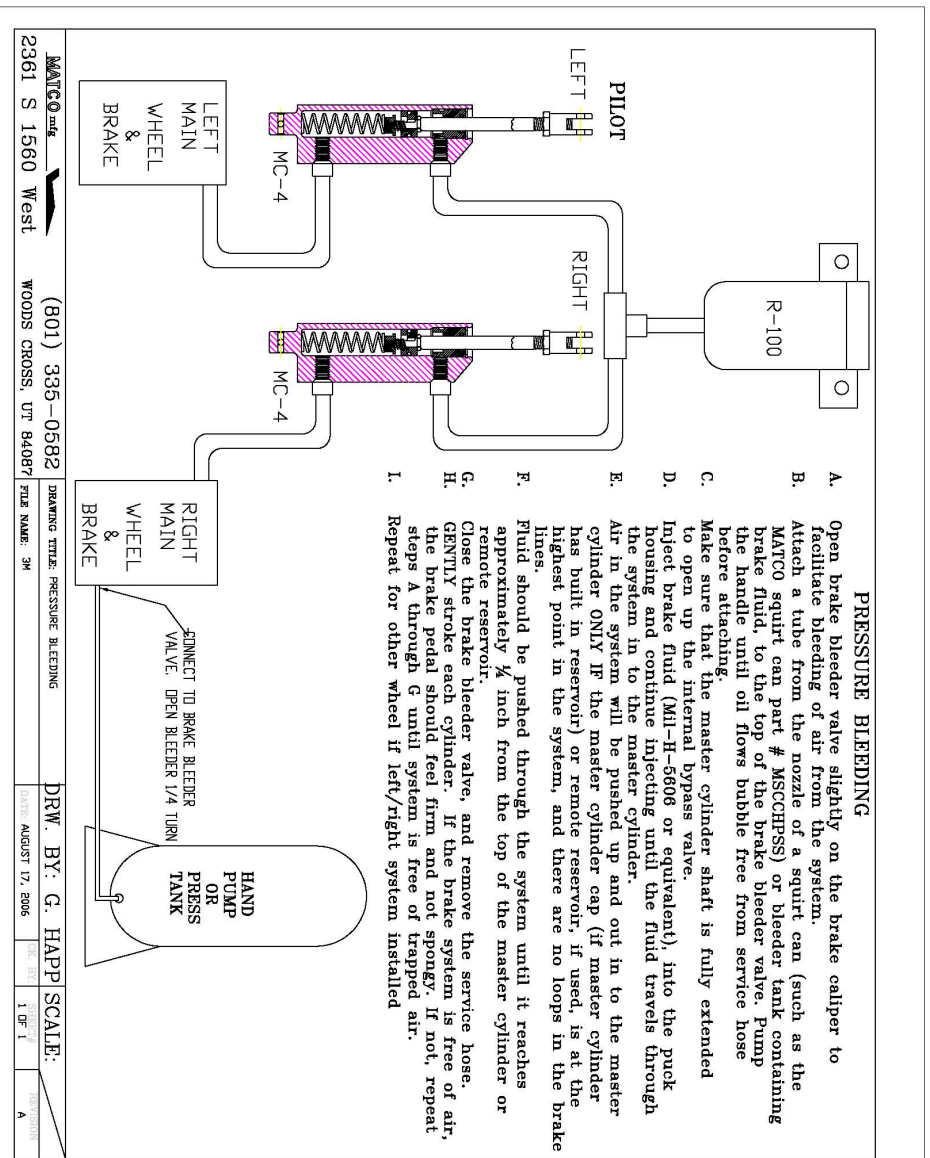 PRESSURE BLEEDING
A. Open brake bleeder valve slightly on the brake caliper to
facilitate bleeding of air from the system.
B. Attach a tube from the nozzle of a squirt can (such as the
MATCO squirt can part # MSCCHPSS) or bleeder tank containing
brake fluid, to the top of the brake bleeder valve. Pump
the handle until oil flows bubble free from service hose
before attaching.
C. Make sure that the master cylinder shaft is fully extended
to open up the internal bypass valve.
D. Inject brake fluid (Mil-H-5606 or equivalent), into the puck
housing and continue injecting until the fluid travels through
the system in to the master cylinder.
E. Air in the system will be pushed up and out in to the master
cylinder ONLY IF the master cylinder cap (if master cylinder
has built in reservoir) or remote reservoir, if used, is at the
highest point in the system, and there are no loops in the brake
lines.
F. Fluid should be pushed through the system until it reaches
approximately ¼ inch from the top of the master cylinder or
remote reservoir.
G. Close the brake bleeder valve, and remove the service hose.
H. GENTLY stroke each cylinder. If the brake system is free of air,
the brake pedal should feel firm and not spongy. If not, repeat
steps A through G until system is free of trapped air.
I. Repeat for other wheel if left/right system installed
R-100
PILOT
LEFT
RIGHT
MC-4
MC-4
LEFT
MAIN
WHEEL
&
BRAKE
RIGHT
MAIN
WHEEL
&
BRAKE
CONNECT TO BRAKE BLEEDER
VALVE. OPEN BLEEDER 1/4 TURN
HAND
PUMP
OR
PRESS
TANK
MATCO mfg
(801) 335-0582
2361 S 1560 West
WOODS CROSS, UT 84087
DRAWING TITLE: PRESSURE BLEEDING
FILE NAME: 3M
DRW. BY: G. HAPP
SCALE:
DATE: AUGUST 17, 2006
CK. BY:
SHEET#
1 OF 1
REVISION
A